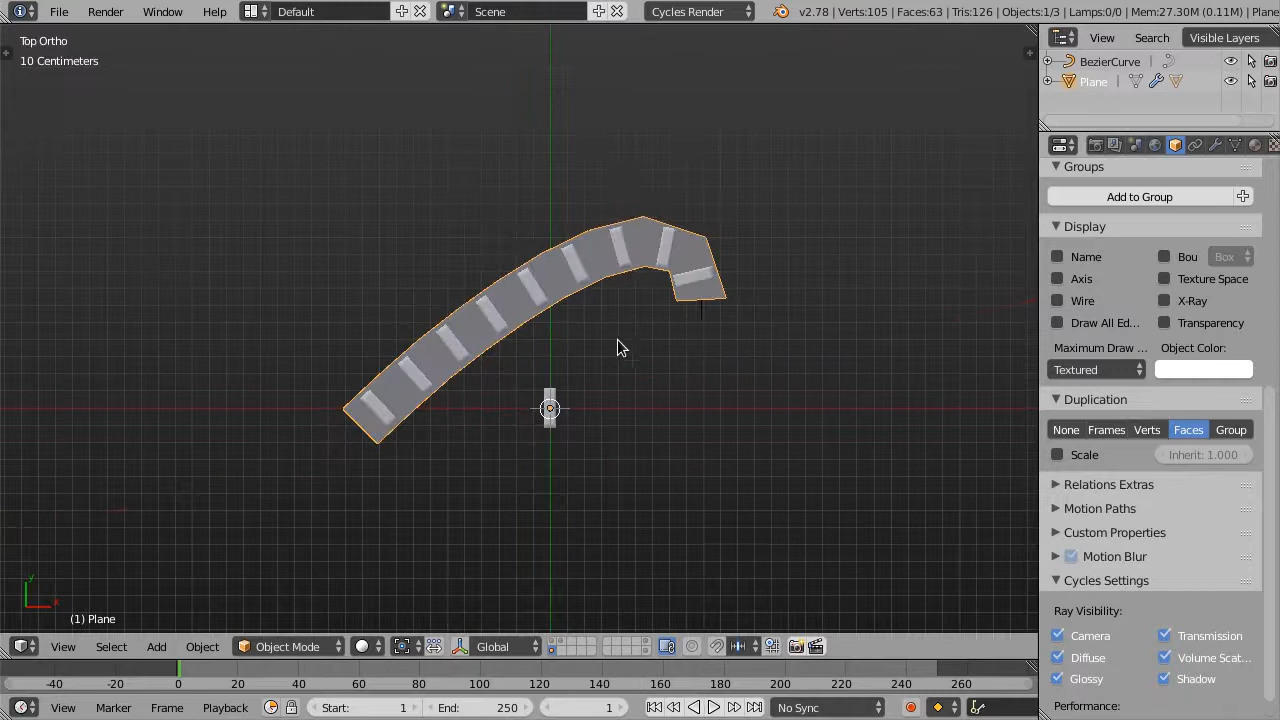 File Render Window Help Default Scene Cycles Render v2.78 | Verts:105 | Faces:63 | Tris:126 | Objects:1/3 | Lamps:0/0 | Mem:27.30M (0.11M) | Plane
Top Ortho
10 Centimeters
View Search Visible Layers
BezierCurve
Plane
Groups
Add to Group
Display
Name Bou Box
Axis Texture Space
Wire X-Ray
Draw All Ed... Transparency
Maximum Draw ... Object Color:
Textured
Duplication
None Frames Verts Faces Group
Scale Inherit: 1.000
Relations Extras
Motion Paths
Custom Properties
Motion Blur
Cycles Settings
Ray Visibility:
Camera Transmission
Diffuse Volume Scat...
Glossy Shadow
Performance:
y
x
(1) Plane
View Select Add Object Object Mode Global
-40 -20 0 20 40 60 80 100 120 140 160 180 200 220 240 260
View Marker Frame Playback Start: 1 End: 250 1 No Sync